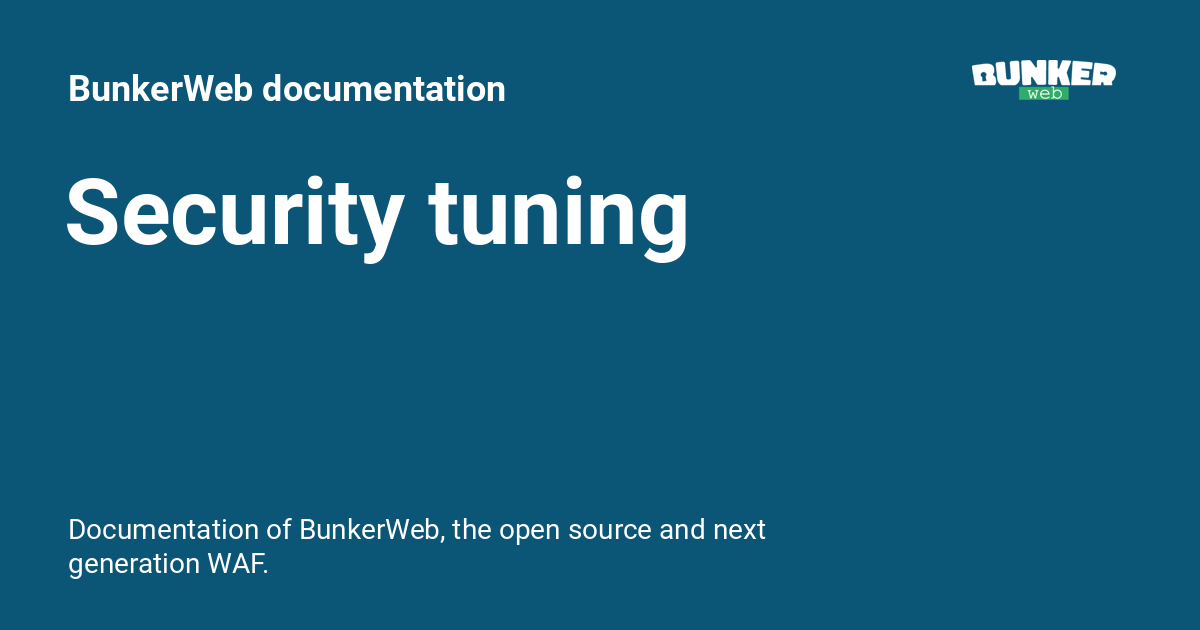 BunkerWeb documentation
BUNKER
web
Security tuning
Documentation of BunkerWeb, the open source and next
generation WAF.